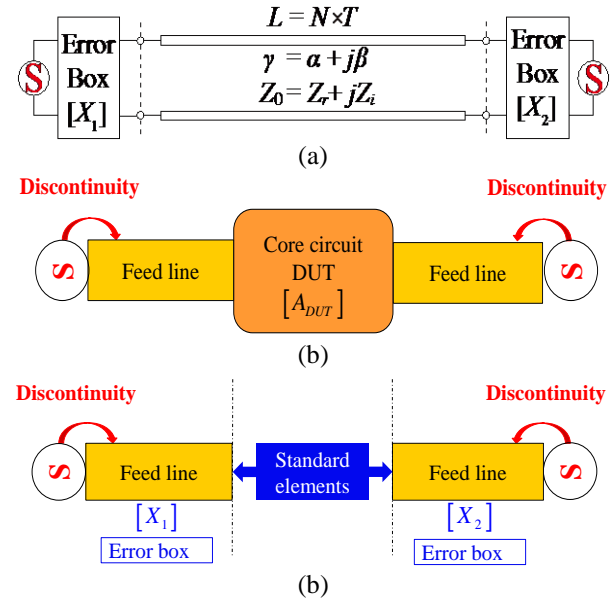 L = N×T
γ = α + jβ
Z₀ = Zᵣ + jZᵢ
Error
Box
[X₁]
S
Error
Box
[X₂]
S
(a)
Discontinuity
Discontinuity
S
Feed line
Core circuit
DUT
[A_DUT]
Feed line
S
(b)
Discontinuity
Discontinuity
S
Feed line
Standard
elements
Feed line
S
[X₁]
[X₂]
Error box
Error box
(b)